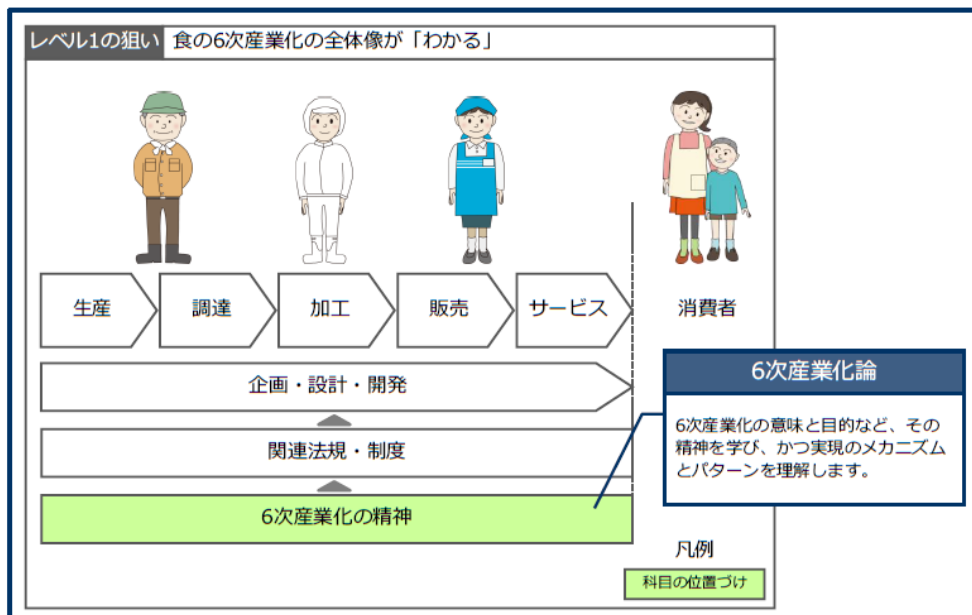 レベル1の狙い 食の6次産業化の全体像が「わかる」
生産
調達
加工
販売
サービス
消費者
企画・設計・開発
関連法規・制度
6次産業化の精神
6次産業化論
6次産業化の意味と目的など、その
精神を学び、かつ実現のメカニズム
とパターンを理解します。
凡例
科目の位置づけ